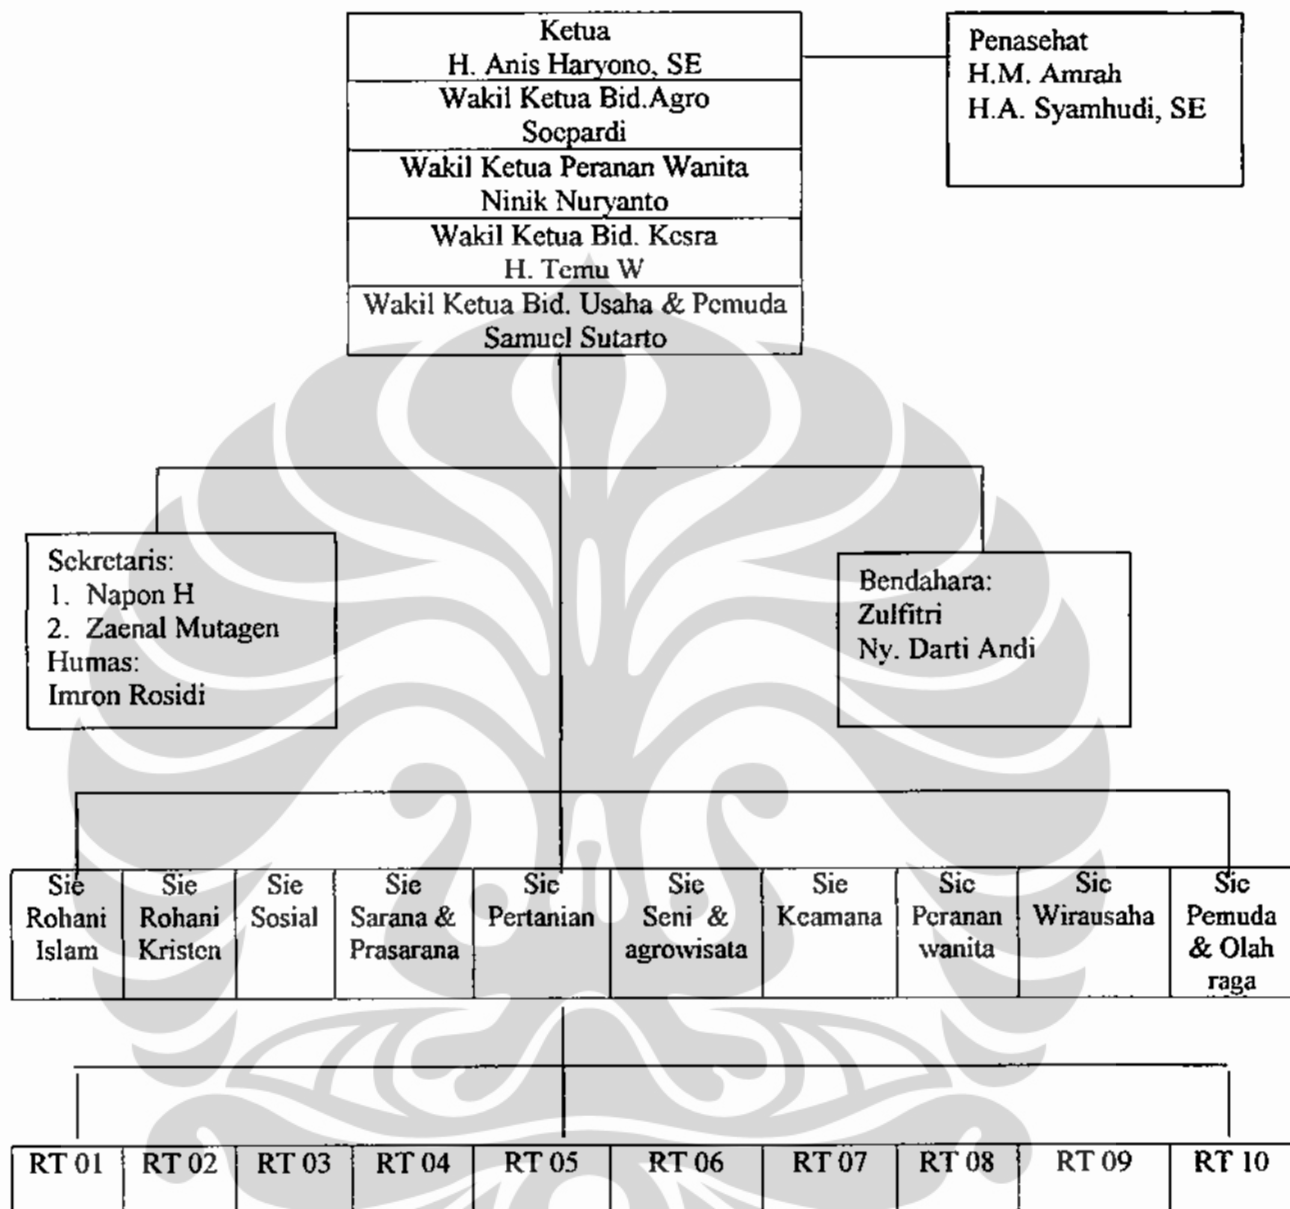 Ketua
H. Anis Haryono, SE
Wakil Ketua Bid.Agro
Soepardi
Wakil Ketua Peranan Wanita
Ninik Nuryanto
Wakil Ketua Bid. Kesra
H. Temu W
Wakil Ketua Bid. Usaha & Pemuda
Samuel Sutarto
Penasehat
H.M. Amrah
H.A. Syamhudi, SE
Sekretaris:
1. Napon H
2. Zaenal Mutagen
Humas:
Imron Rosidi
Bendahara:
Zulfitri
Ny. Darti Andi
Sie
Rohani
Islam
Sie
Rohani
Kristen
Sie
Sosial
Sie
Sarana &
Prasarana
Sie
Pertanian
Sie
Seni &
agrowisata
Sie
Keamana
Sie
Peranan
wanita
Sie
Wirausaha
Sie
Pemuda
& Olah
raga
RT 01
RT 02
RT 03
RT 04
RT 05
RT 06
RT 07
RT 08
RT 09
RT 10